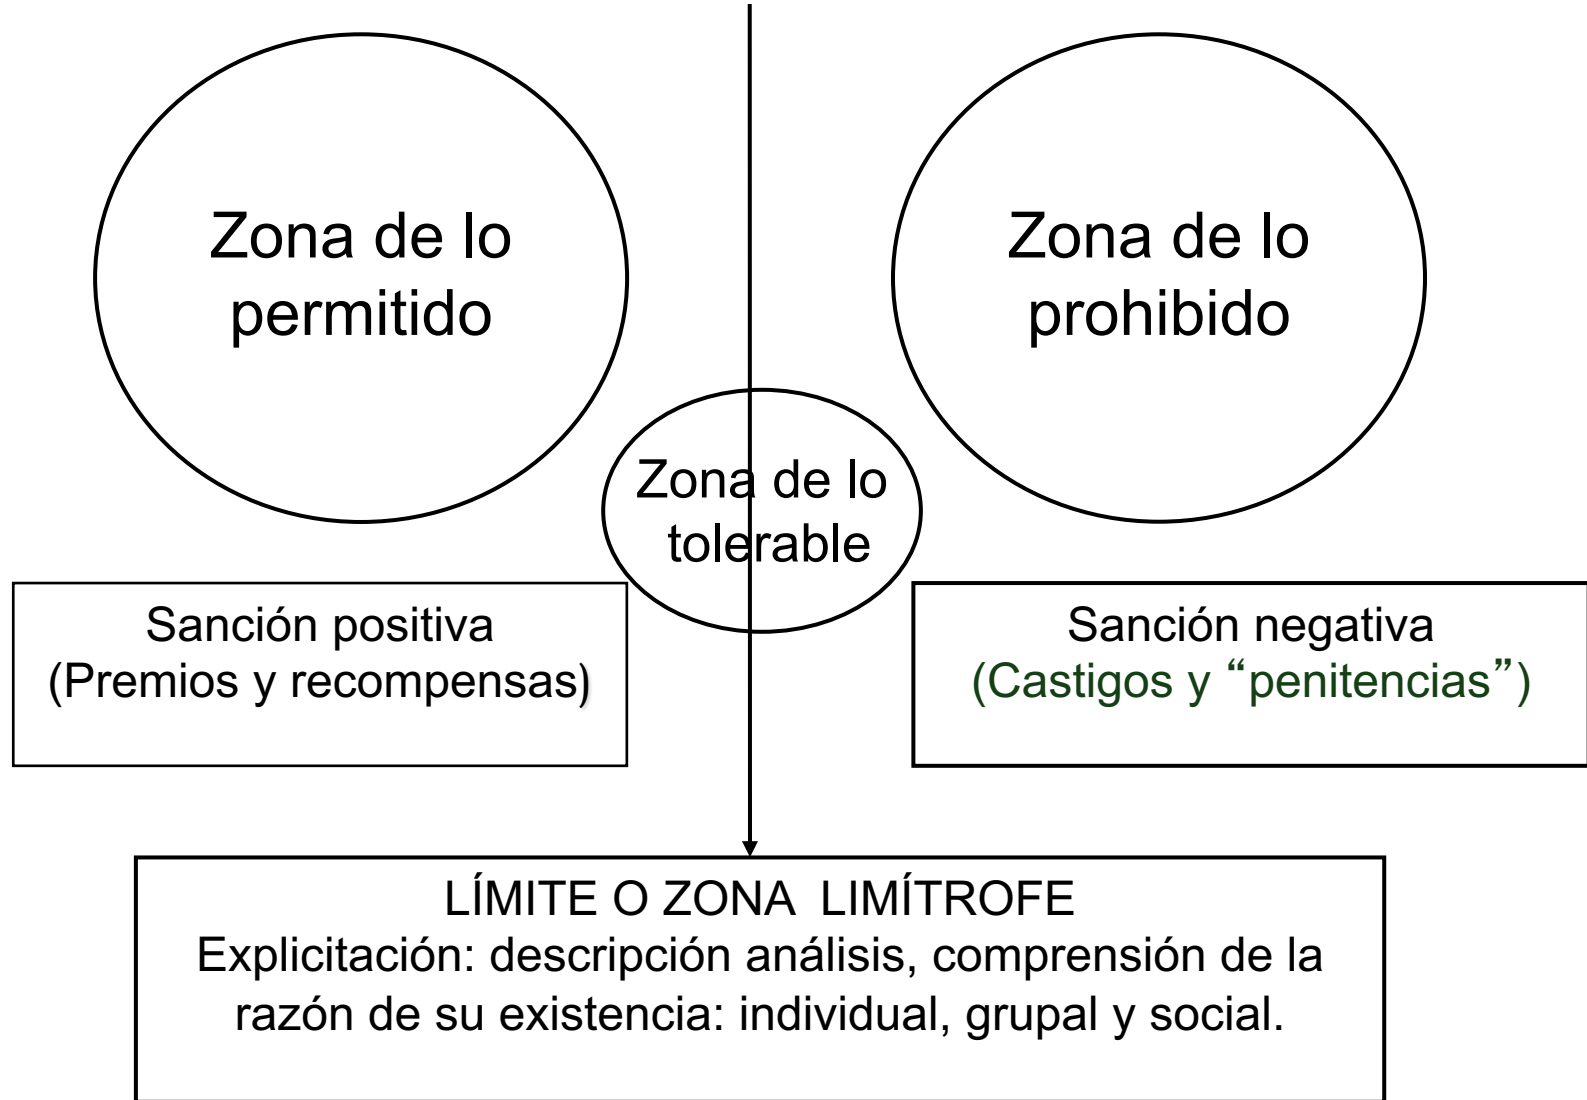 Zona de lo
permitido
Zona de lo
prohibido
Zona de lo
tolerable
Sanción positiva
(Premios y recompensas)
Sanción negativa
(Castigos y “penitencias”)
LÍMITE O ZONA LIMÍTROFE
Explicitación: descripción análisis, comprensión de la
razón de su existencia: individual, grupal y social.